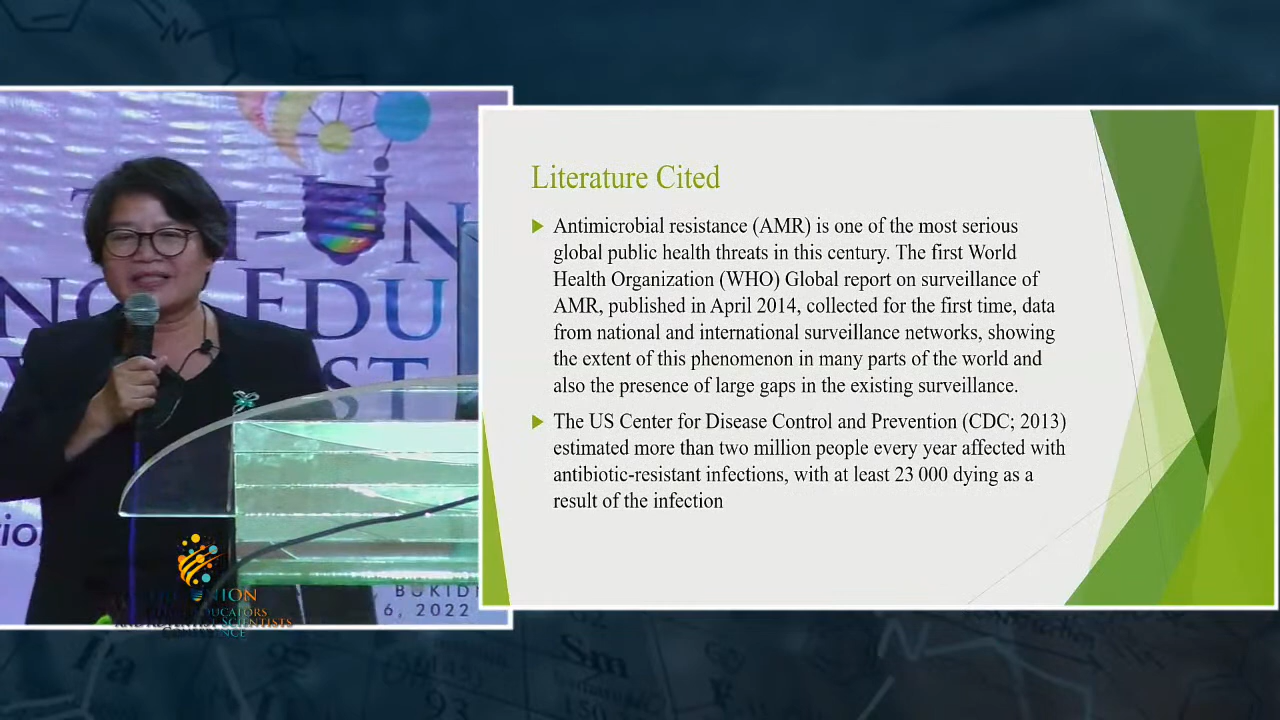 Literature Cited
Antimicrobial resistance (AMR) is one of the most serious
global public health threats in this century. The first World
Health Organization (WHO) Global report on surveillance of
AMR, published in April 2014, collected for the first time, data
from national and international surveillance networks, showing
the extent of this phenomenon in many parts of the world and
also the presence of large gaps in the existing surveillance.
The US Center for Disease Control and Prevention (CDC; 2013)
estimated more than two million people every year affected with
antibiotic-resistant infections, with at least 23 000 dying as a
result of the infection
EDU
6, 2022
CONFERENCE
Sm
93